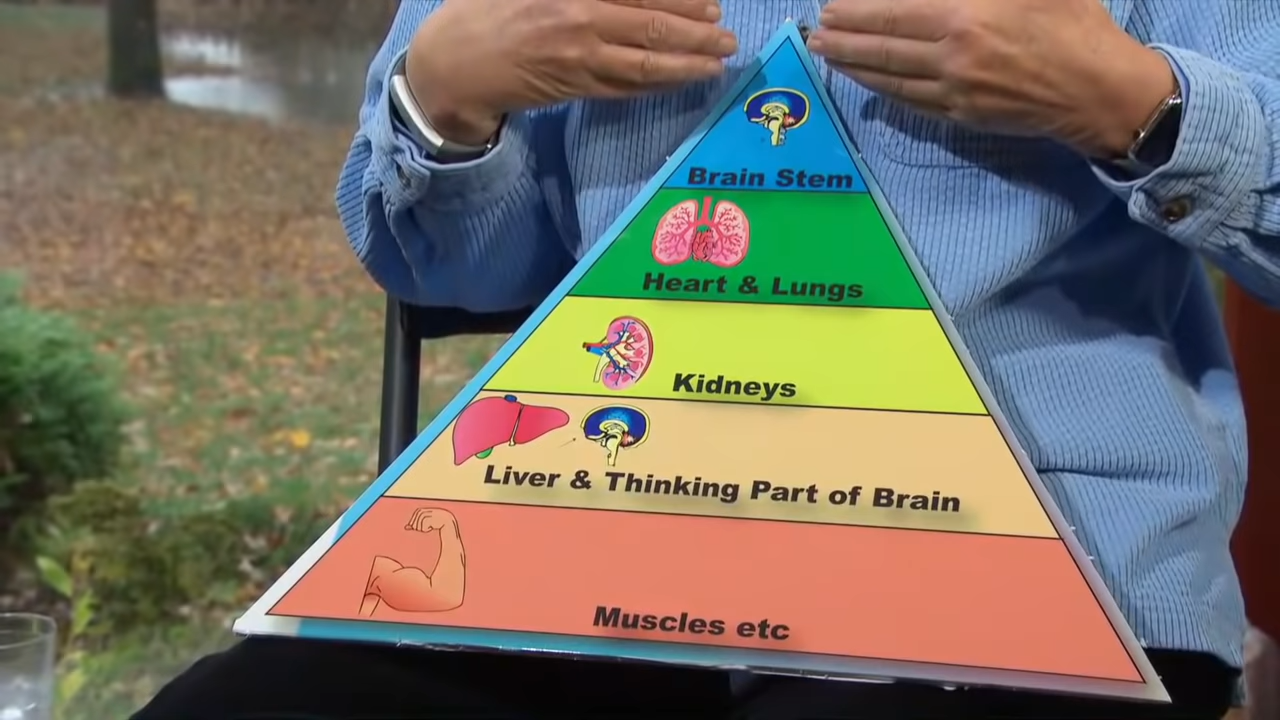 Brain Stem
Heart & Lungs
Kidneys
Liver & Thinking Part of Brain
Muscles etc